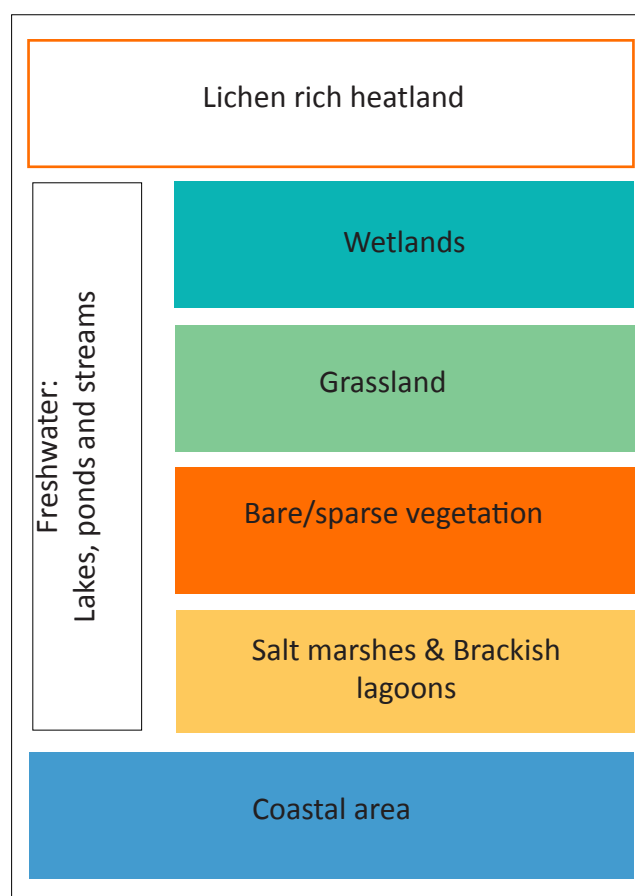 Lichen rich heatland
Freshwater:
Lakes, ponds and streams
Wetlands
Grassland
Bare/sparse vegetation
Salt marshes & Brackish
lagoons
Coastal area